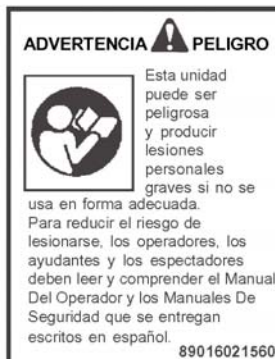 ADVERTENCIA PELIGRO
Esta unidad
puede ser
peligrosa
y producir
lesiones
personales
graves si no se
usa en forma adecuada.
Para reducir el riesgo de
lesionarse, los operadores, los
ayudantes y los espectadores
deben leer y comprender el Manual
Del Operador y los Manuales De
Seguridad que se entregan
escritos en español.
89016021560